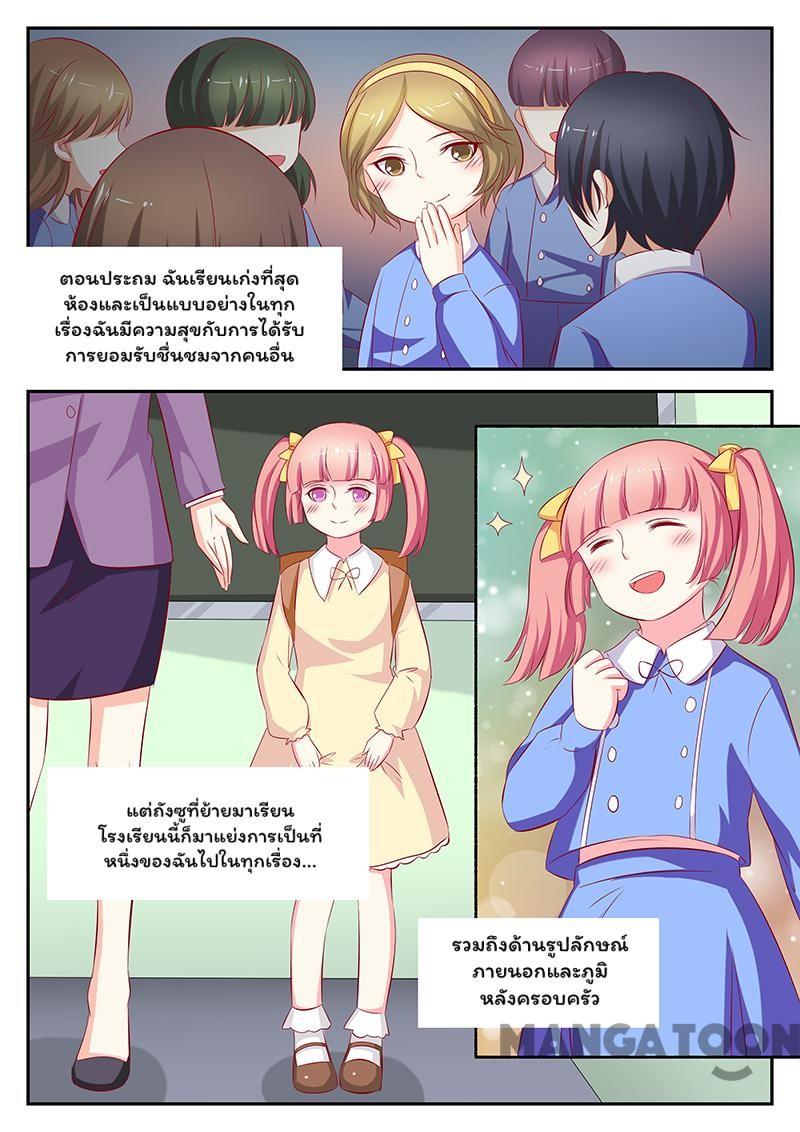 ตอนประถม ฉันเรียนเก่งที่สุด
ห้องและเป็นแบบอย่างในทุก
เรื่องฉันมีความสุขกับการได้รับ
การยอมรับชื่นชมจากคนอื่น
แต่ถังซูที่ย้ายมาเรียน
โรงเรียนนี้ก็มาแย่งการเป็นที่
หนึ่งของฉันไปในทุกเรื่อง...
รวมถึงด้านรูปลักษณ์
ภายนอกและภูมิ
หลังครอบครัว
MANGATOON